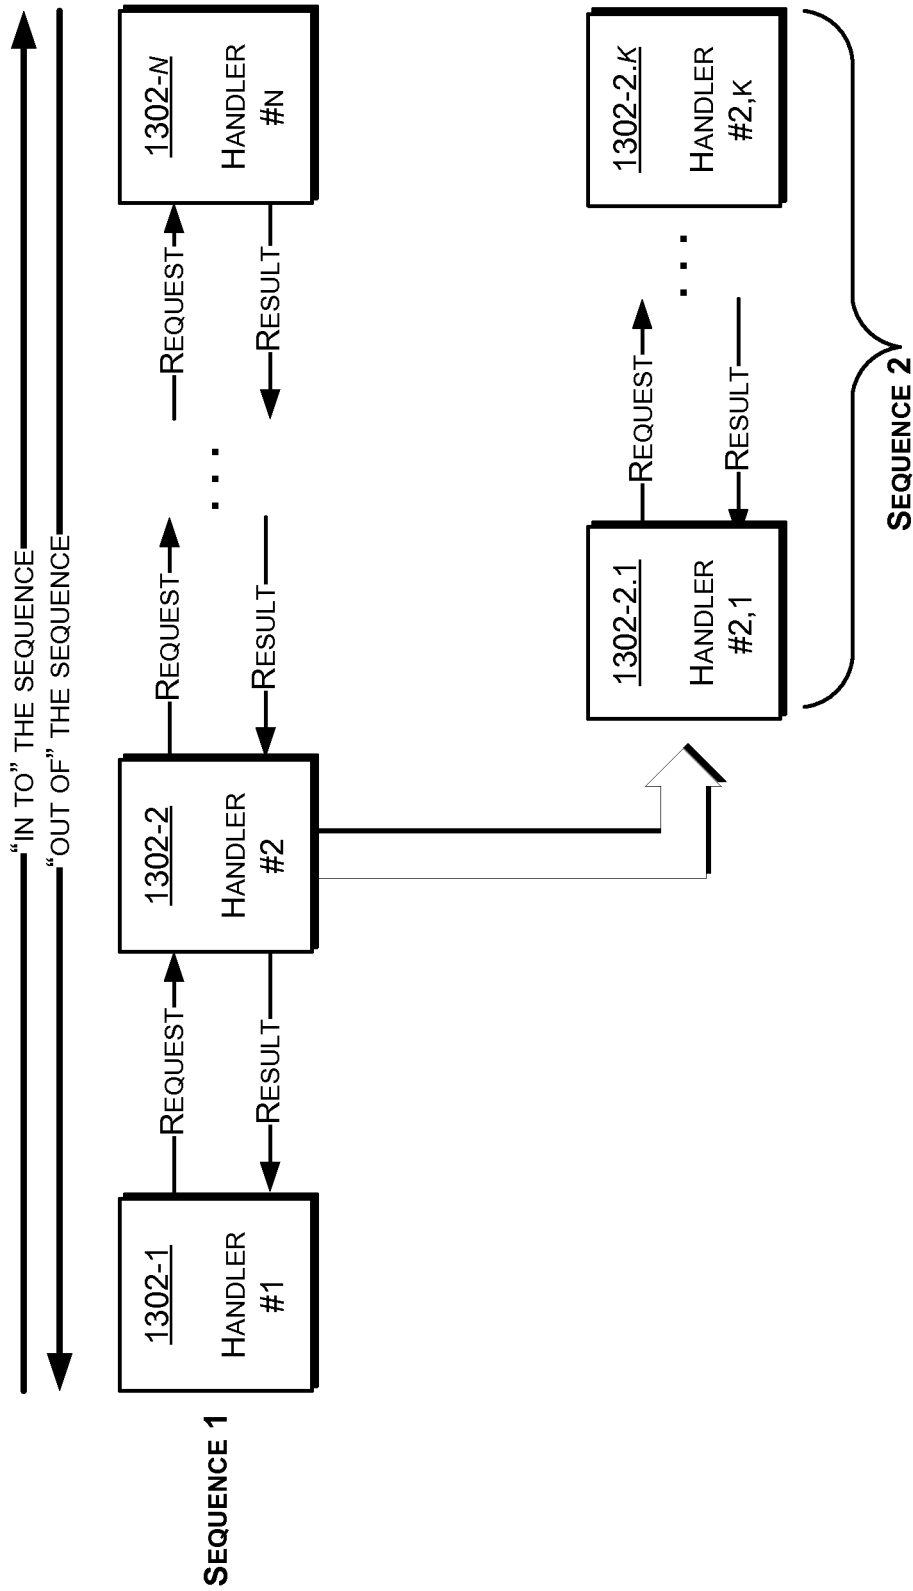 “IN TO” THE SEQUENCE
“OUT OF” THE SEQUENCE
SEQUENCE 1
1302-1
HANDLER
#1
REQUEST
RESULT
1302-2
HANDLER
#2
REQUEST
RESULT
. . .
REQUEST
RESULT
1302-N
HANDLER
#N
1302-2.1
HANDLER
#2,1
REQUEST
RESULT
. . .
1302-2.K
HANDLER
#2,K
SEQUENCE 2